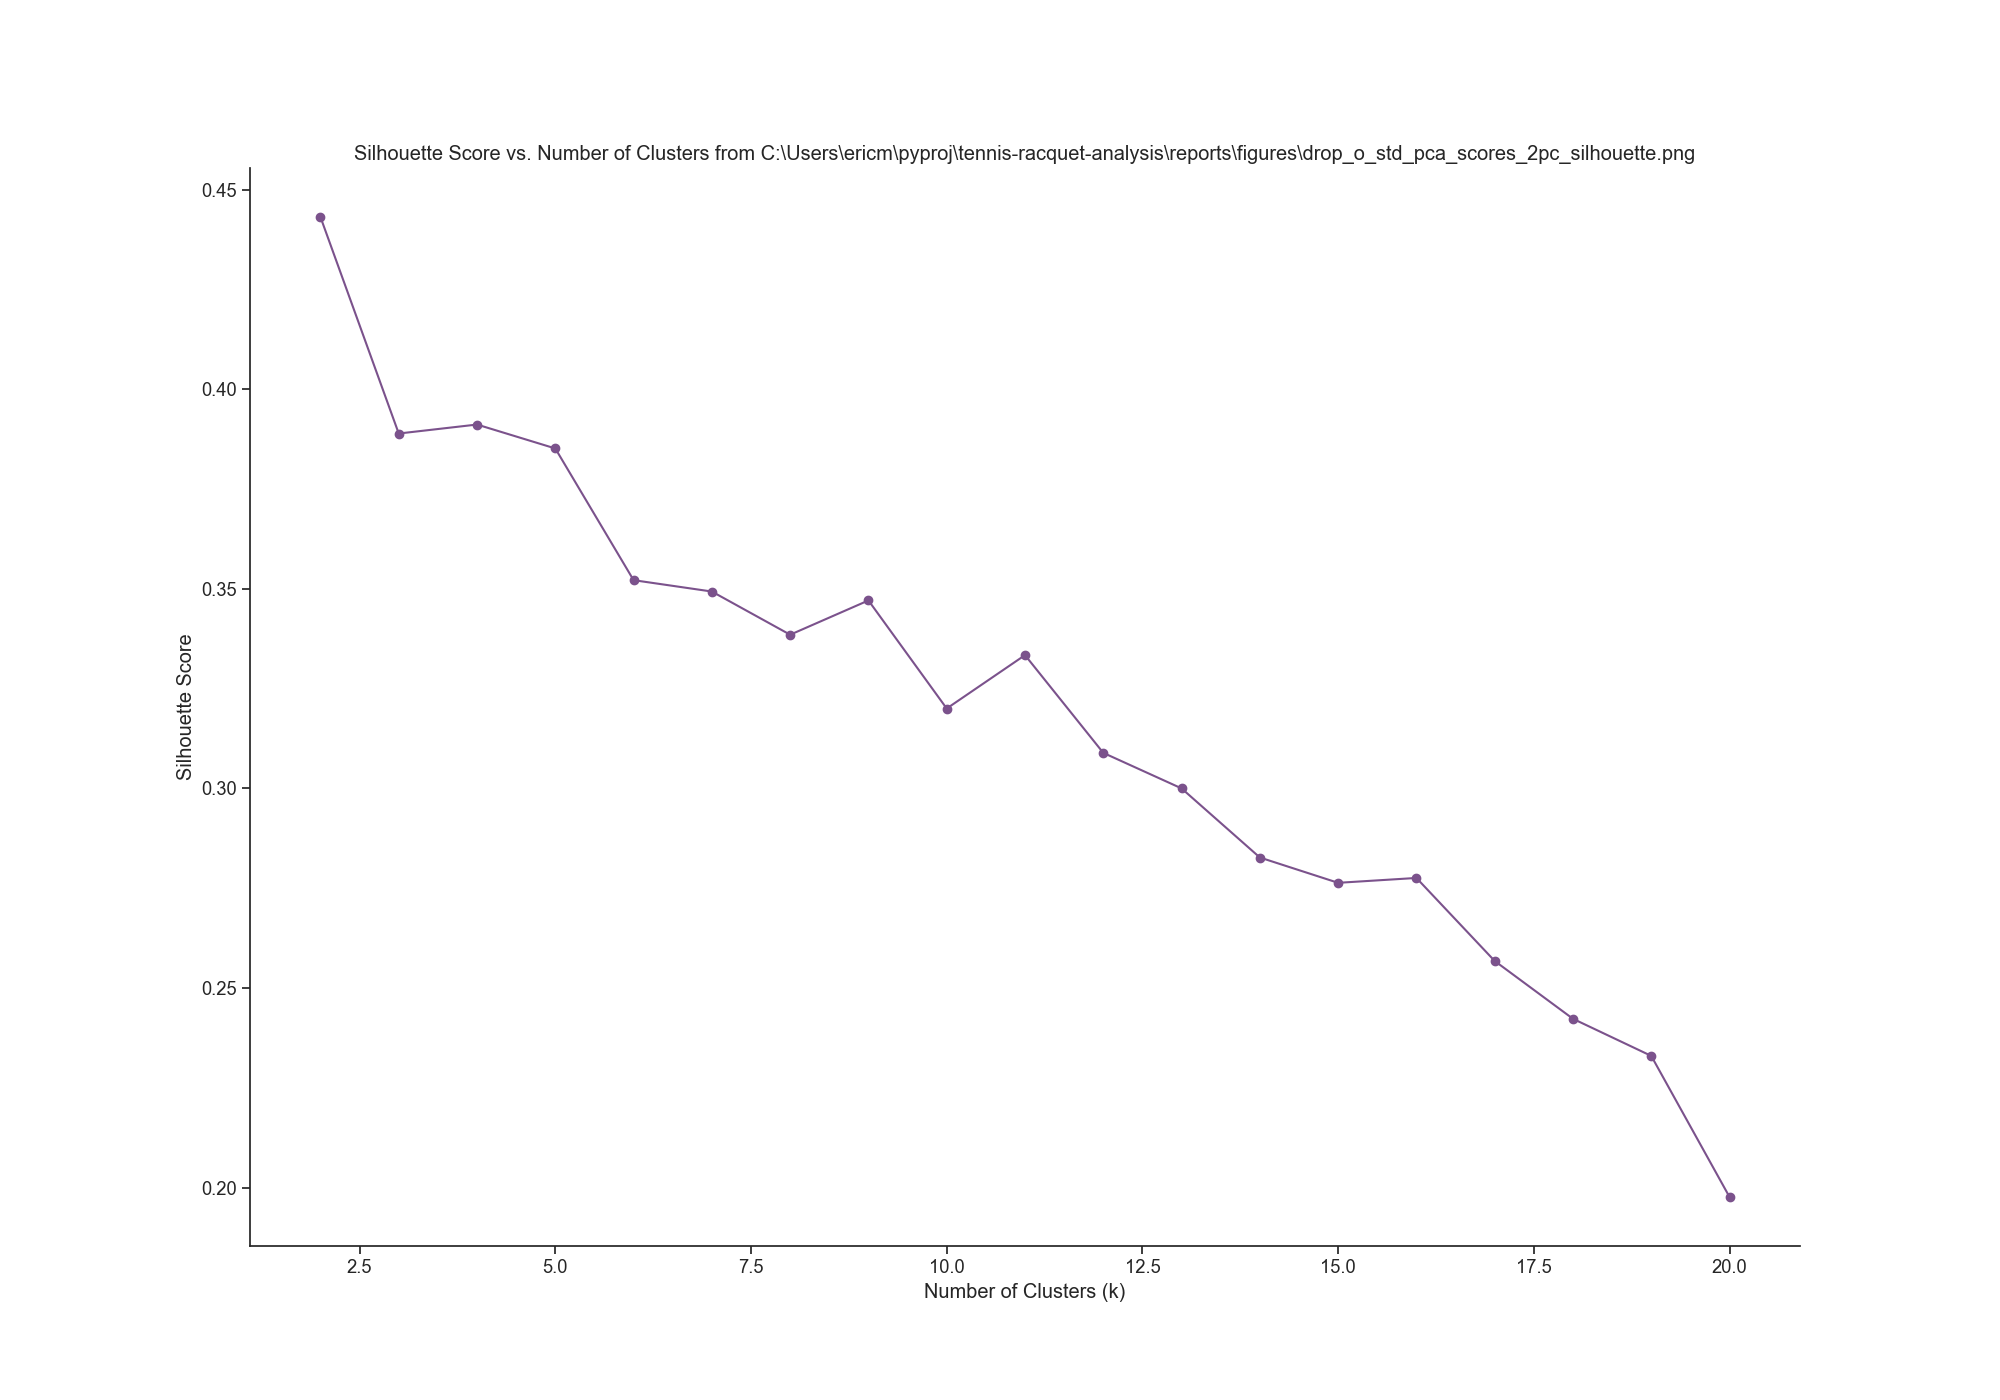 Silhouette Score vs. Number of Clusters from C:\Users\ericm\pyproj\tennis-racquet-analysis\reports\figures\drop_o_std_pca_scores_2pc_silhouette.png
0.45
0.40
0.35
0.30
0.25
0.20
Silhouette Score
2.5 5.0 7.5 10.0 12.5 15.0 17.5 20.0
Number of Clusters (k)